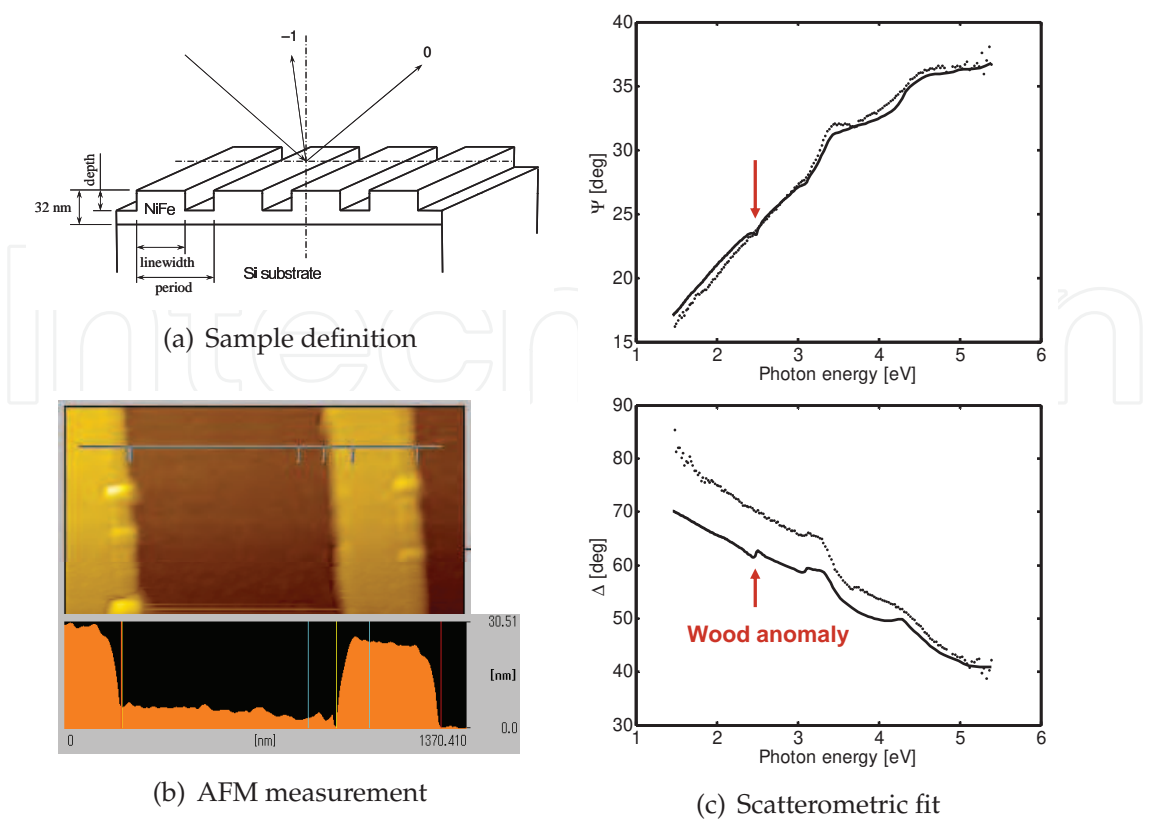 −1
0
depth
32 nm
NiFe
linewidth
period
Si substrate
(a) Sample definition
30.51
[nm]
0.0
0
[nm]
1370.410
(b) AFM measurement
40
35
30
25
20
15
Ψ [deg]
1
2
3
4
5
6
Photon energy [eV]
90
80
70
60
50
40
30
Δ [deg]
Wood anomaly
1
2
3
4
5
6
Photon energy [eV]
(c) Scatterometric fit